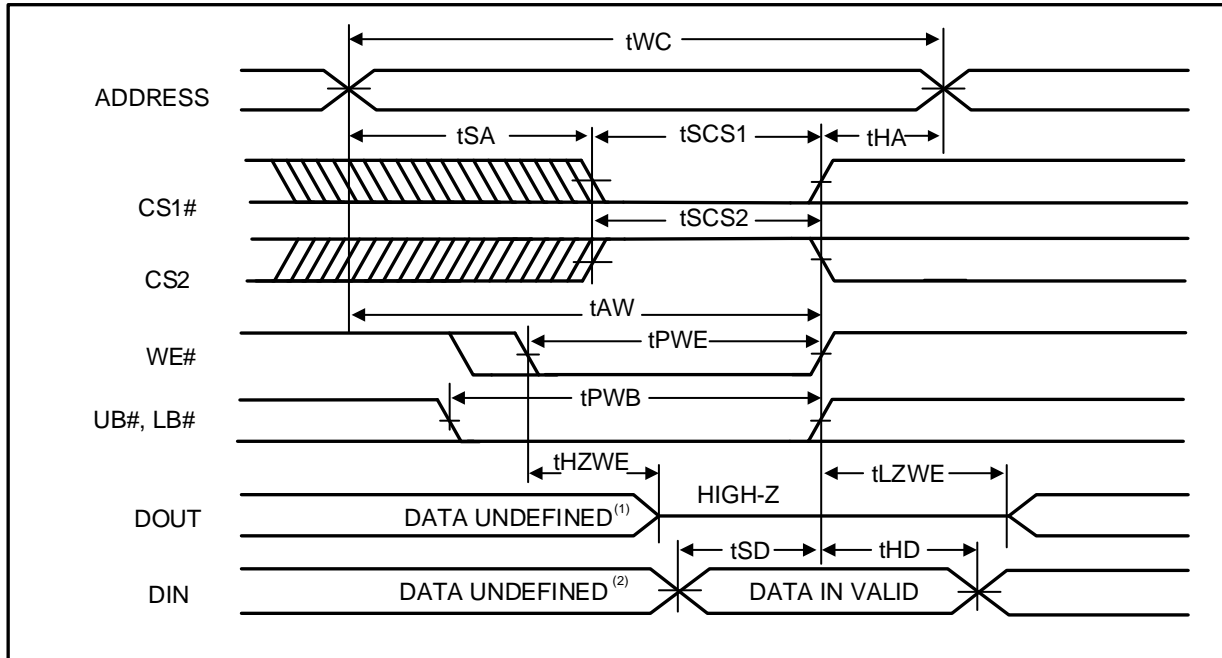 tWC
ADDRESS
tSA
tSCS1
tHA
CS1#
tSCS2
CS2
tAW
WE#
tPWE
UB#, LB#
tPWB
tHZWE
tLZWE
HIGH-Z
DOUT
DATA UNDEFINED(1)
tSD
tHD
DIN
DATA UNDEFINED (2)
DATA IN VALID